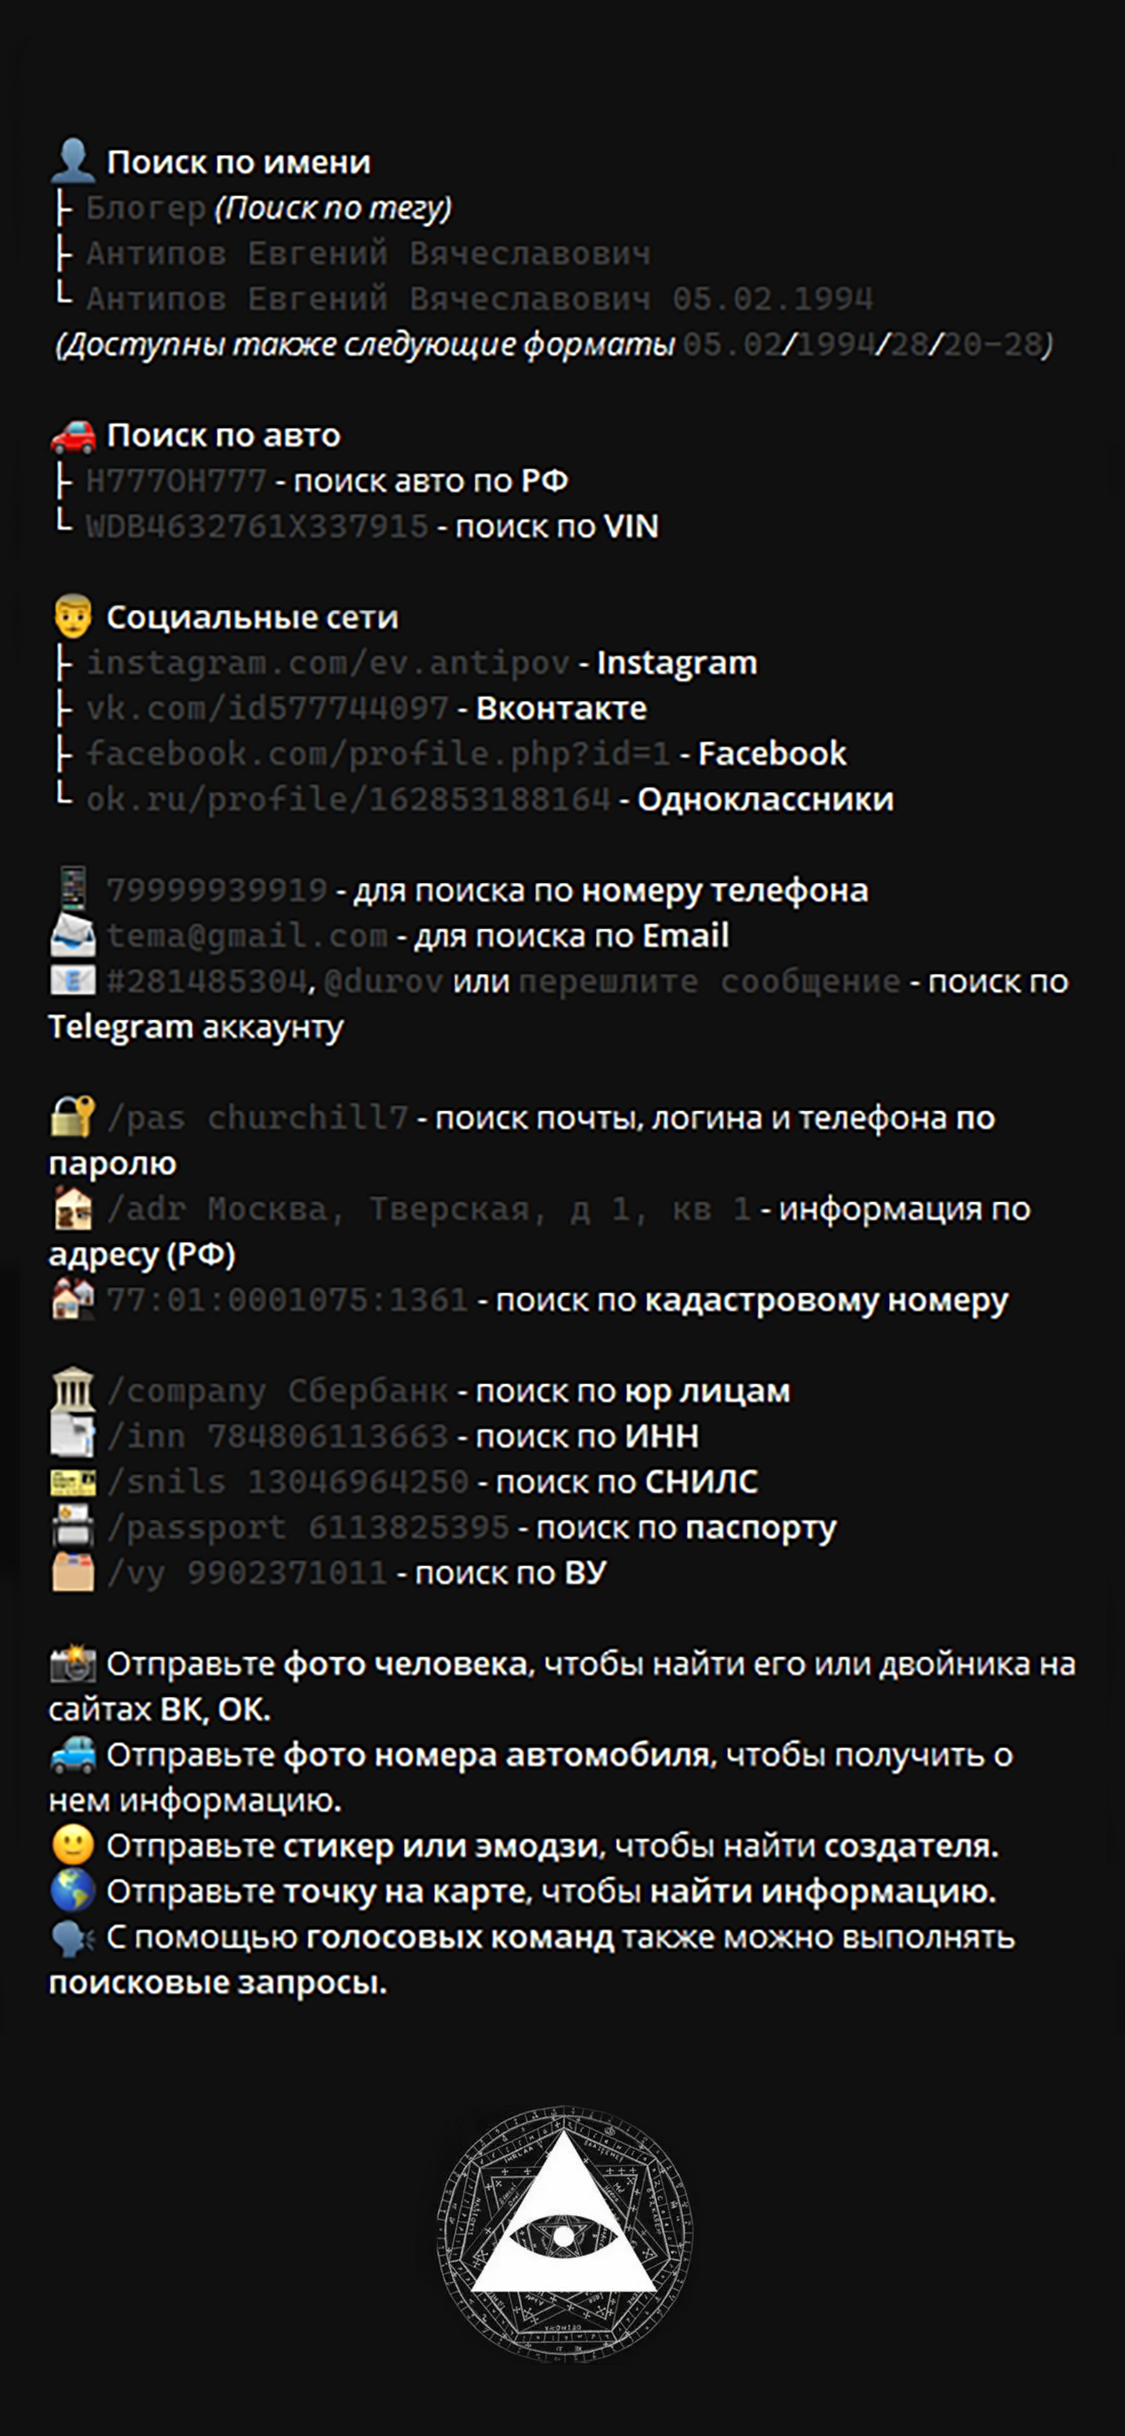 Поиск по имени
├ Блогер (Поиск по тегу)
├ Антипов Евгений Вячеславович
└ Антипов Евгений Вячеславович 05.02.1994
(Доступны также следующие форматы 05.02/1994/28/20-28)
Поиск по авто
├ Н777ОН777 - поиск авто по РФ
└ WDB4632761X337915 - поиск по VIN
Социальные сети
├ instagram.com/ev.antipov - Instagram
├ vk.com/id577744097 - Вконтакте
├ facebook.com/profile.php?id=1 - Facebook
└ ok.ru/profile/162853188164 - Одноклассники
79999939919 - для поиска по номеру телефона
tema@gmail.com - для поиска по Email
#281485304, @durov или перешлите сообщение - поиск по
Telegram аккаунту
/pas churchill7 - поиск почты, логина и телефона по
паролю
/adr Москва, Тверская, д 1, кв 1 - информация по
адресу (РФ)
77:01:0001075:1361 - поиск по кадастровому номеру
/company Сбербанк - поиск по юр лицам
/inn 784806113663 - поиск по ИНН
/snils 13046964250 - поиск по СНИЛС
/passport 6113825395 - поиск по паспорту
/vy 9902371011 - поиск по ВУ
Отправьте фото человека, чтобы найти его или двойника на
сайтах ВК, ОК.
Отправьте фото номера автомобиля, чтобы получить о
нем информацию.
Отправьте стикер или эмодзи, чтобы найти создателя.
Отправьте точку на карте, чтобы найти информацию.
С помощью голосовых команд также можно выполнять
поисковые запросы.